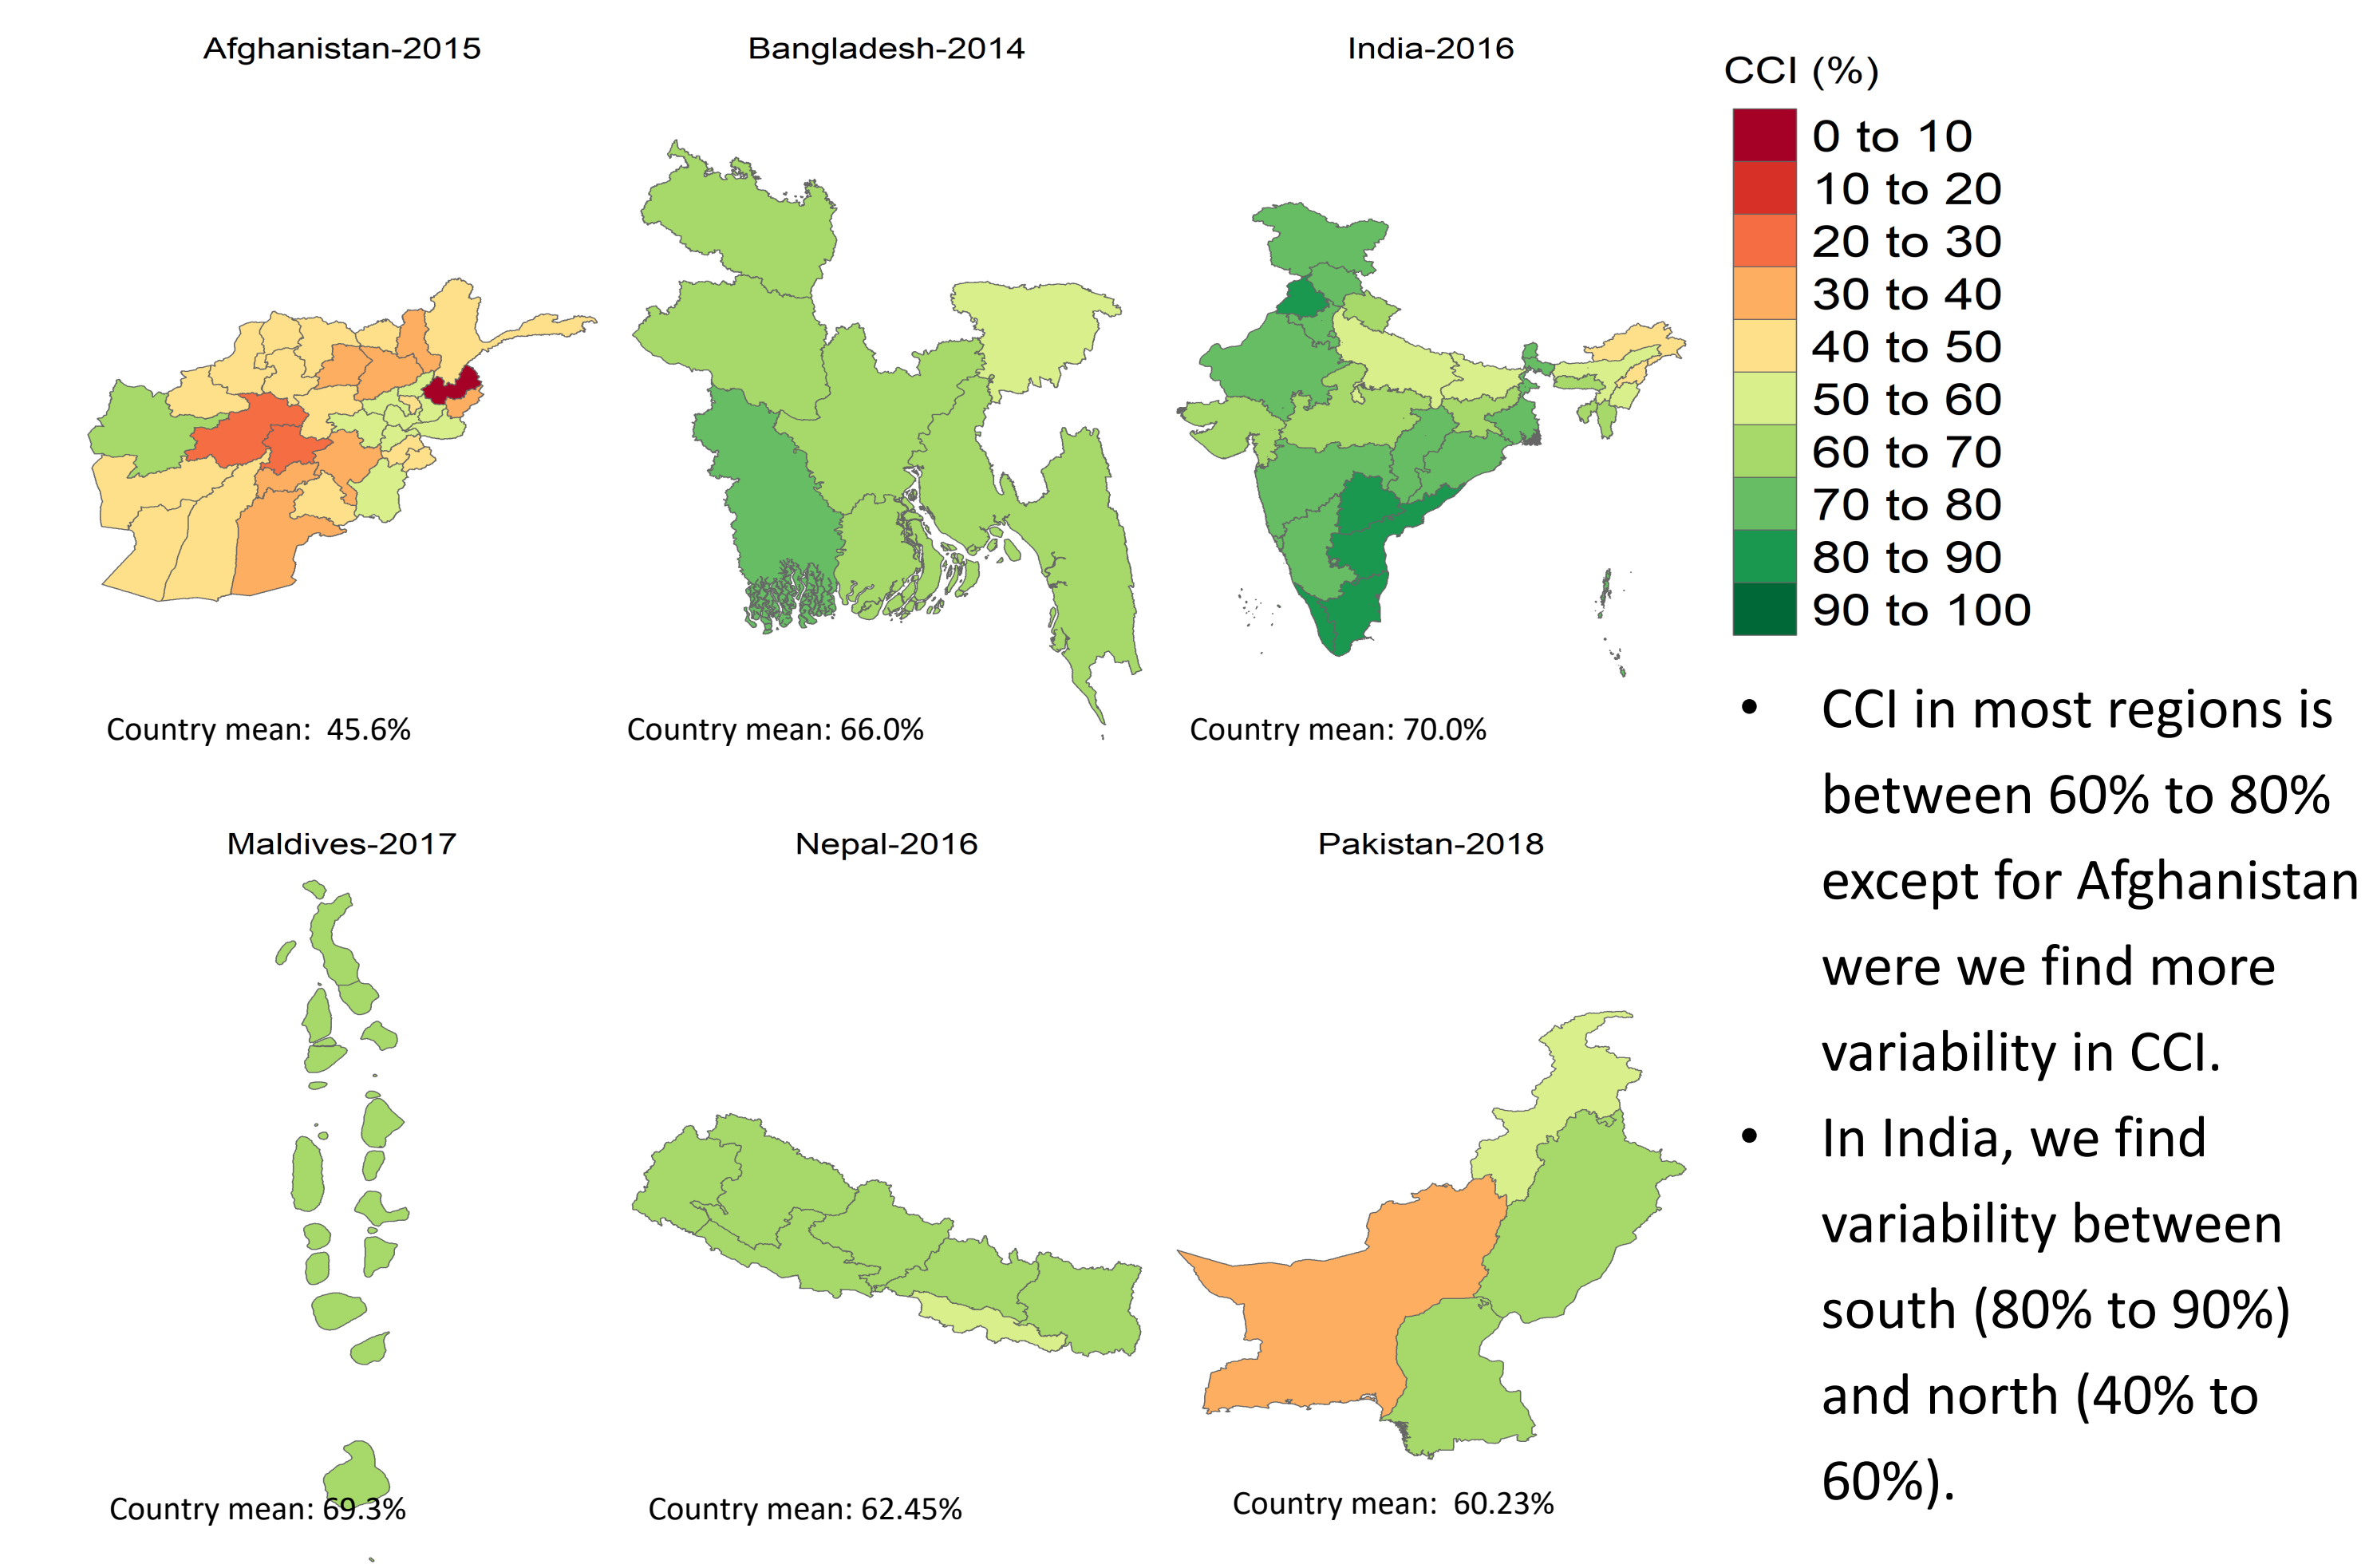 Afghanistan-2015
Bangladesh-2014
India-2016
CCI (%)
0 to 10
10 to 20
20 to 30
30 to 40
40 to 50
50 to 60
60 to 70
70 to 80
80 to 90
90 to 100
Country mean:  45.6%
Country mean: 66.0%
Country mean: 70.0%
Maldives-2017
Nepal-2016
Pakistan-2018
Country mean: 69.3%
Country mean: 62.45%
Country mean:  60.23%
• CCI in most regions is
between 60% to 80%
except for Afghanistan
were we find more
variability in CCI.
• In India, we find
variability between
south (80% to 90%)
and north (40% to
60%).